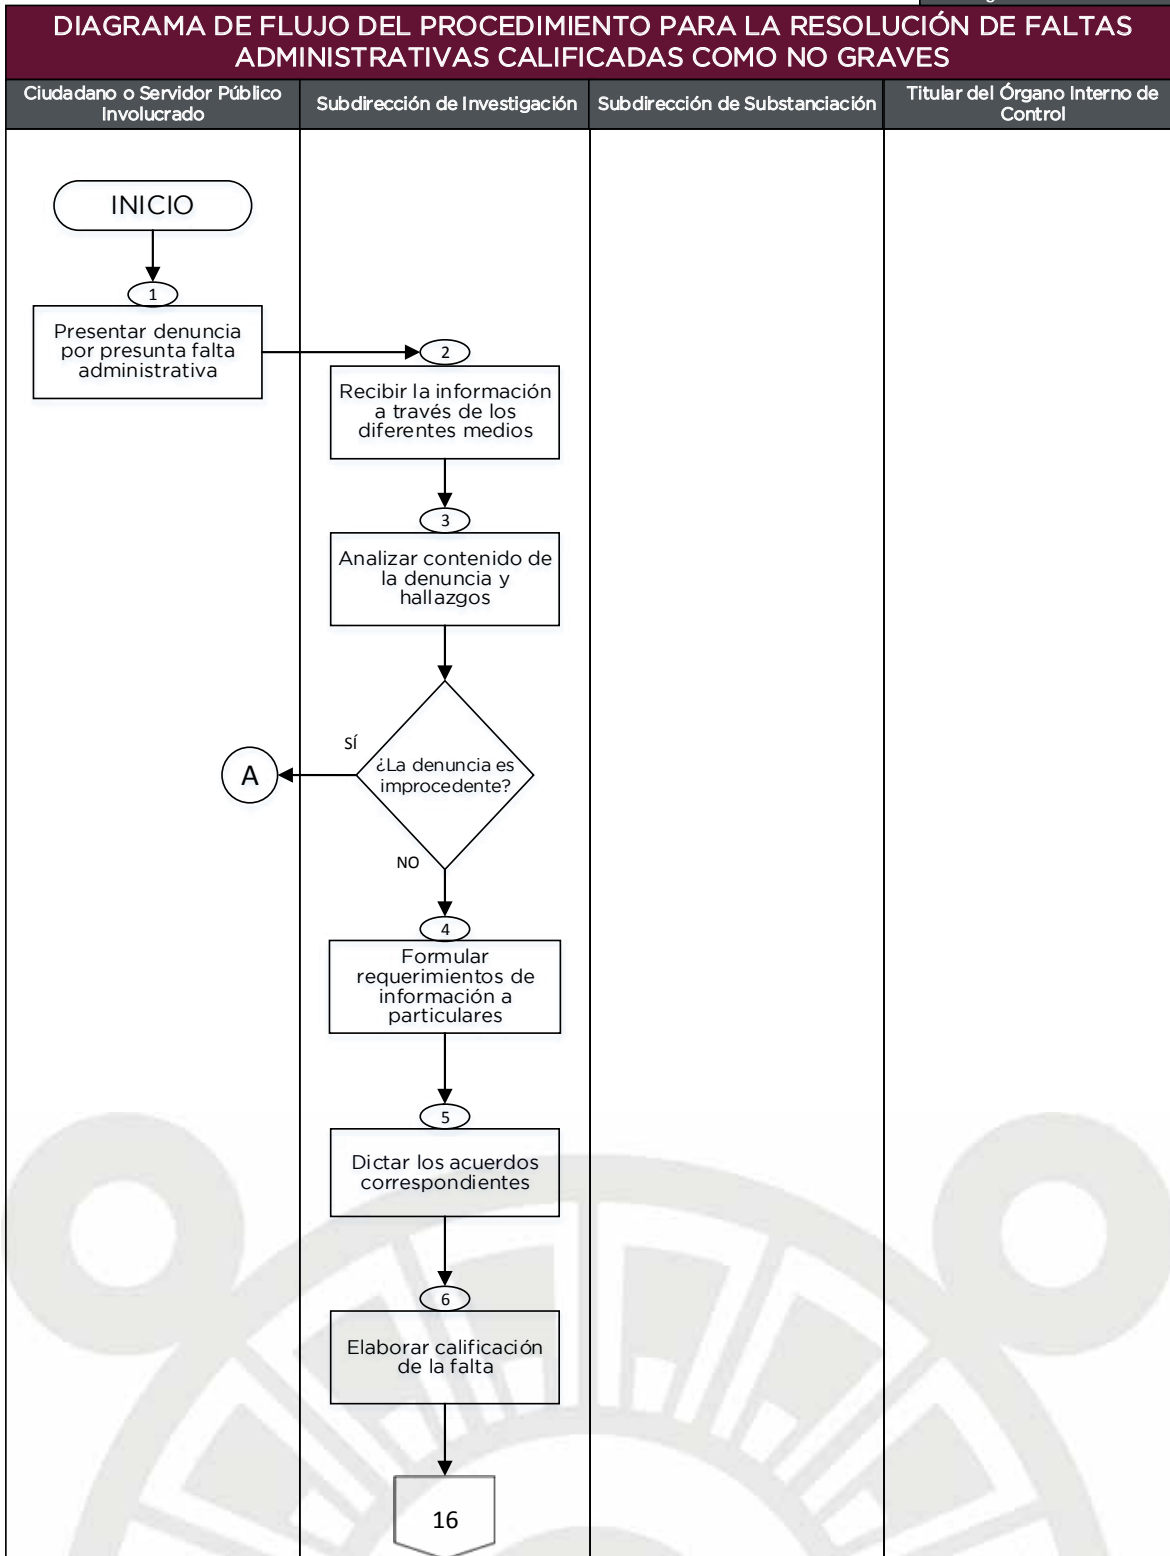 DIAGRAMA DE FLUJO DEL PROCEDIMIENTO PARA LA RESOLUCIÓN DE FALTAS
ADMINISTRATIVAS CALIFICADAS COMO NO GRAVES
Ciudadano o Servidor Público
Involucrado
Subdirección de Investigación
Subdirección de Substanciación
Titular del Órgano Interno de
Control
INICIO
1
Presentar denuncia
por presunta falta
administrativa
2
Recibir la información
a través de los
diferentes medios
3
Analizar contenido de
la denuncia y
hallazgos
SÍ
¿La denuncia es
improcedente?
A
NO
4
Formular
requerimientos de
información a
particulares
5
Dictar los acuerdos
correspondientes
6
Elaborar calificación
de la falta
16